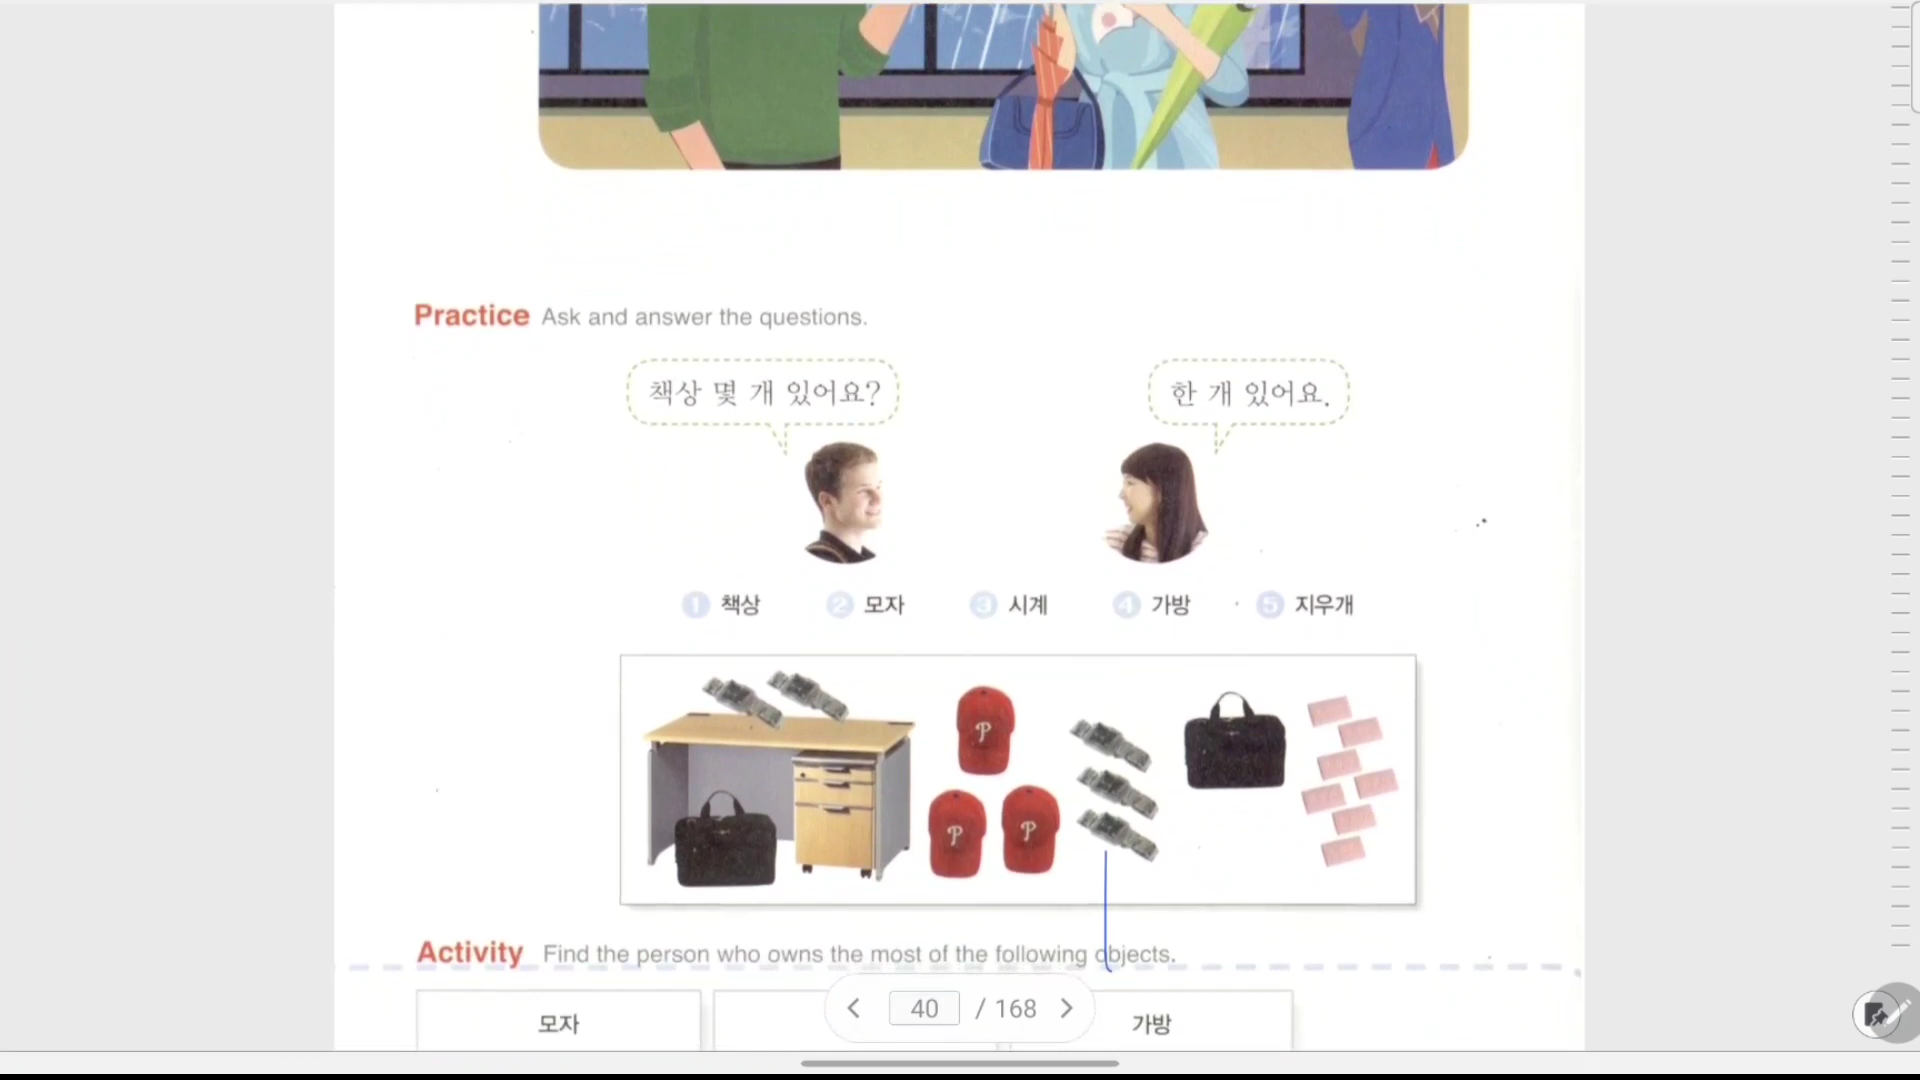 Practice Ask and answer the questions.
책상 몇 개 있어요?
한 개 있어요.
1 책상 2 모자 3 시계 4 가방 5 지우개
P
P P
Activity Find the person who owns the most of the following objects.
모자 가방
40 / 168